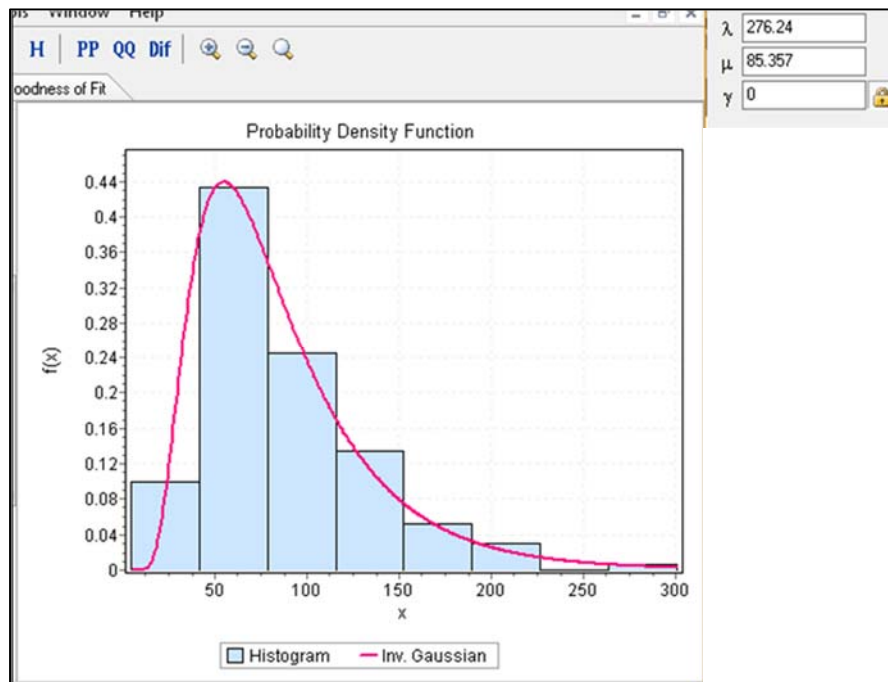 Window Help
H PP QQ Dif
oodness of Fit
λ 276.24
μ 85.357
γ 0
Probability Density Function
f(x)
0.44
0.4
0.36
0.32
0.28
0.24
0.2
0.16
0.12
0.08
0.04
0
50 100 150 200 250 300
x
Histogram Inv. Gaussian